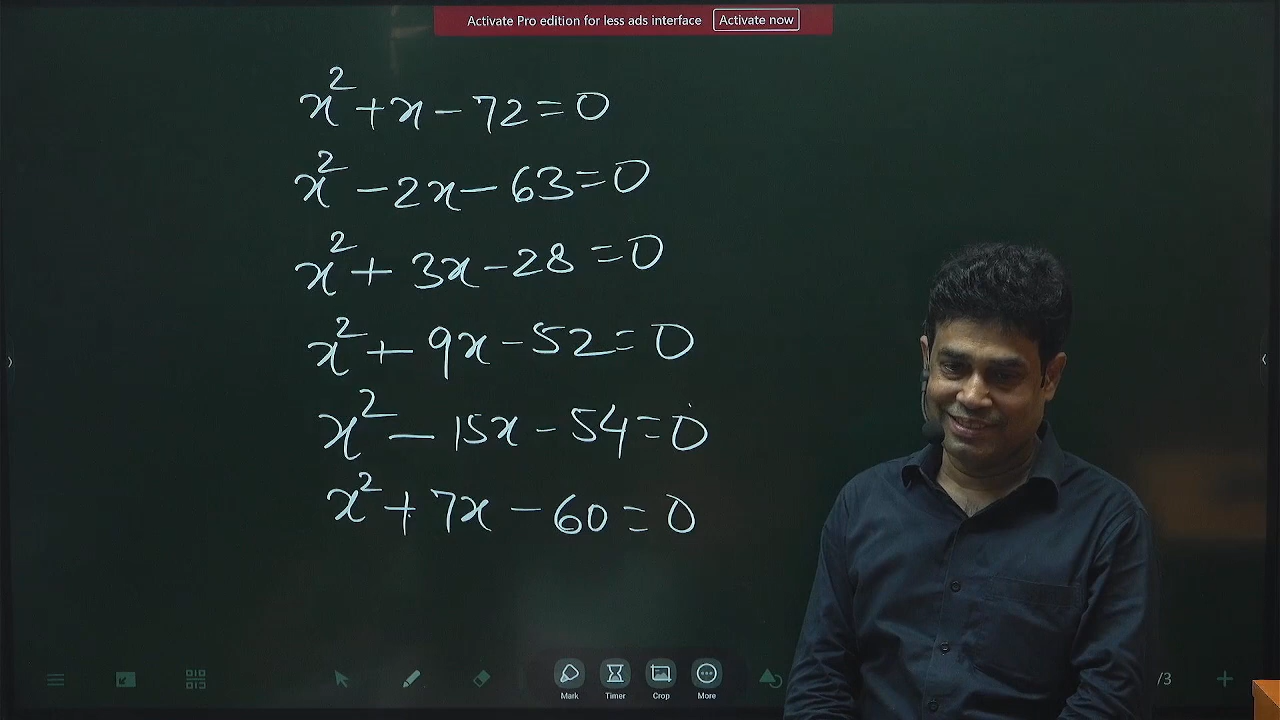 Activate Pro edition for less ads interface Activate now
x² + x - 72 = 0
x² - 2x - 63 = 0
x² + 3x - 28 = 0
x² + 9x - 52 = 0
x² - 15x - 54 = 0
x² + 7x - 60 = 0
Mark Timer Crop More
/3